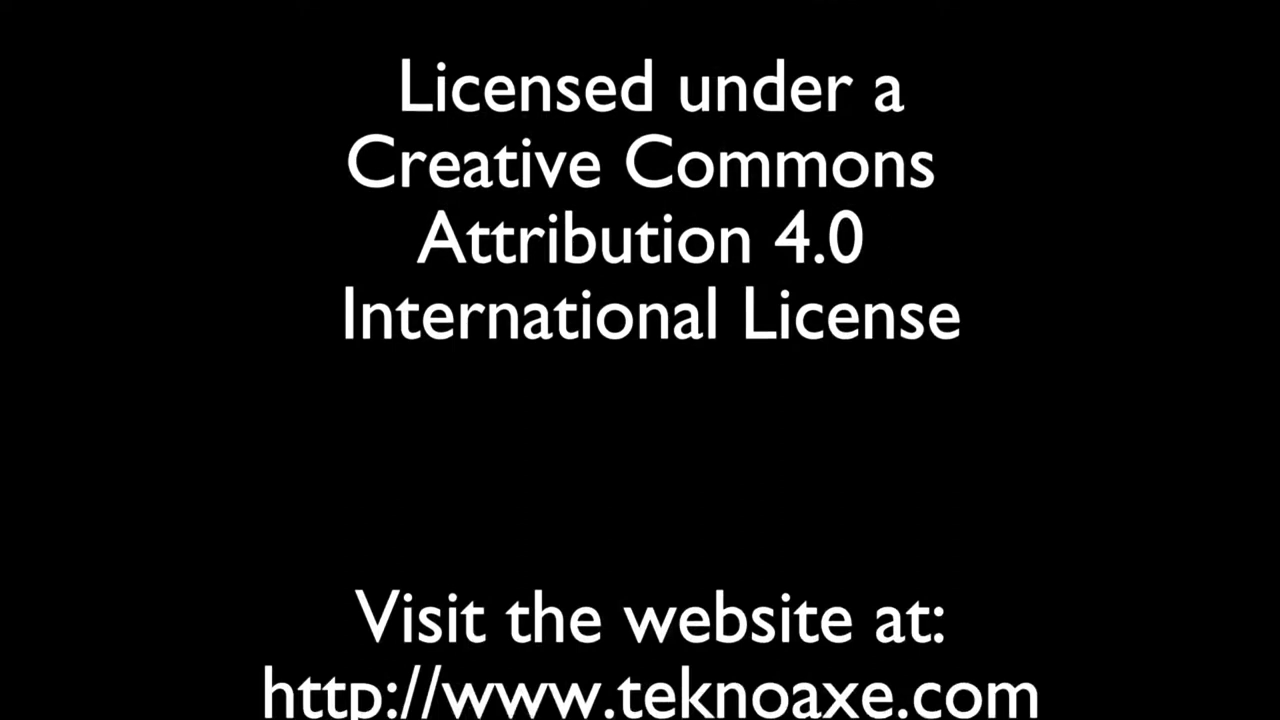 Licensed under a
Creative Commons
Attribution 4.0
International License
Visit the website at:
http://www.teknoaxe.com